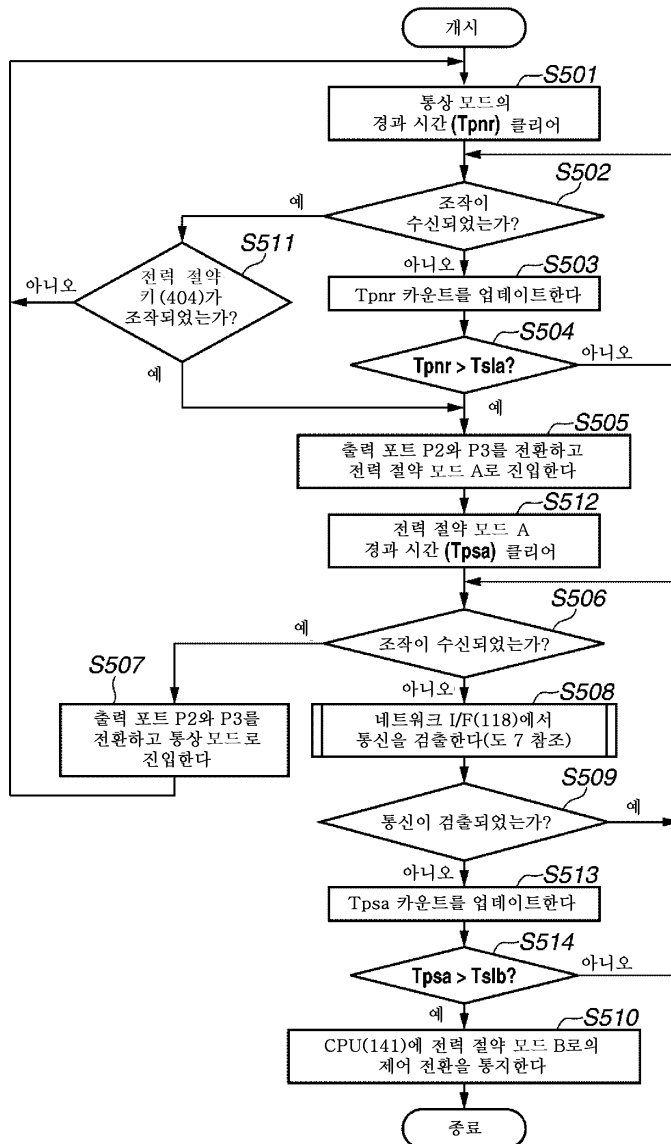 개시
S501
통상 모드의
경과 시간(Tpnr) 클리어
S502
조작이
수신되었는가?
예
아니오
S511
전력 절약
키(404)가
조작되었는가?
아니오
예
S503
Tpnr 카운트를 업테이트한다
S504
Tpnr > Tsla?
아니오
예
S505
출력 포트 P2와 P3를 전환하고
전력 절약 모드 A로 진입한다
S512
전력 절약 모드 A
경과 시간(Tpsa) 클리어
S506
조작이 수신되었는가?
예
아니오
S507
출력 포트 P2와 P3를
전환하고 통상 모드로
진입한다
S508
네트워크 I/F(118)에서
통신을 검출한다(도 7 참조)
S509
통신이 검출되었는가?
예
아니오
S513
Tpsa 카운트를 업테이트한다
S514
Tpsa > Tslb?
아니오
예
S510
CPU(141)에 전력 절약 모드 B로의
제어 전환을 통지한다
종료